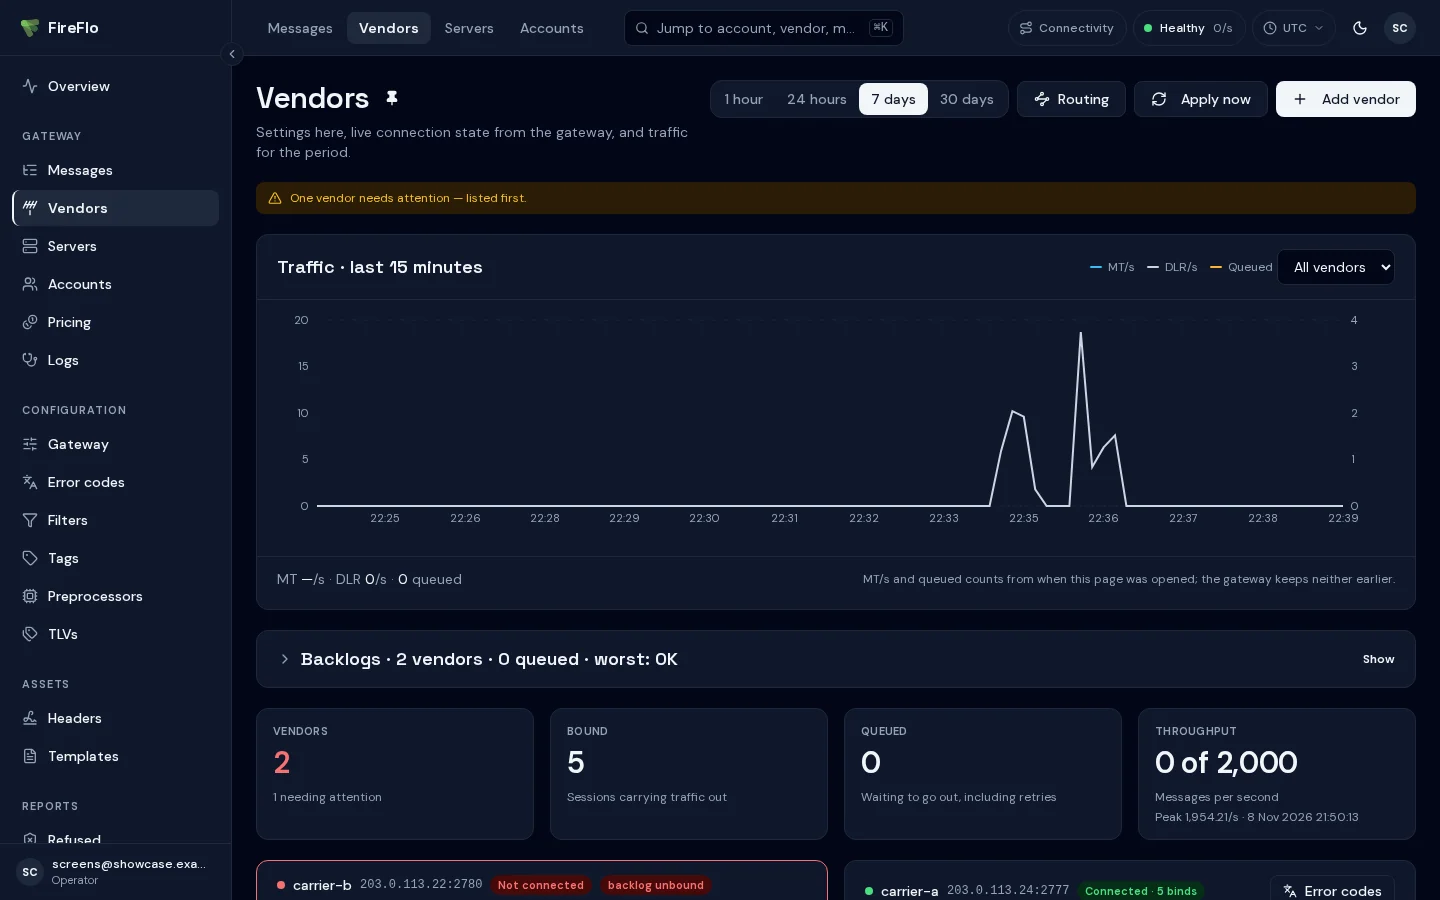 FireFlo
Messages
Vendors
Servers
Accounts
Jump to account, vendor, m...
⌘K
Connectivity
Healthy 0/s
UTC
SC
Overview
GATEWAY
Messages
Vendors
Servers
Accounts
Pricing
Logs
CONFIGURATION
Gateway
Error codes
Filters
Tags
Preprocessors
TLVs
ASSETS
Headers
Templates
REPORTS
Refused
SC
screens@showcase.exa...
Operator
Vendors
Settings here, live connection state from the gateway, and traffic
for the period.
1 hour
24 hours
7 days
30 days
Routing
Apply now
Add vendor
One vendor needs attention — listed first.
Traffic · last 15 minutes
MT/s
DLR/s
Queued
All vendors
20
15
10
5
0
4
3
2
1
0
22:25
22:26
22:28
22:29
22:30
22:31
22:32
22:33
22:35
22:36
22:37
22:38
22:39
MT —/s · DLR 0/s · 0 queued
MT/s and queued counts from when this page was opened; the gateway keeps neither earlier.
Backlogs · 2 vendors · 0 queued · worst: OK
Show
VENDORS
2
1 needing attention
BOUND
5
Sessions carrying traffic out
QUEUED
0
Waiting to go out, including retries
THROUGHPUT
0 of 2,000
Messages per second
Peak 1,954.21/s · 8 Nov 2026 21:50:13
carrier-b 203.0.113.22:2780 Not connected backlog unbound
carrier-a 203.0.113.24:2777 Connected · 5 binds
Error codes